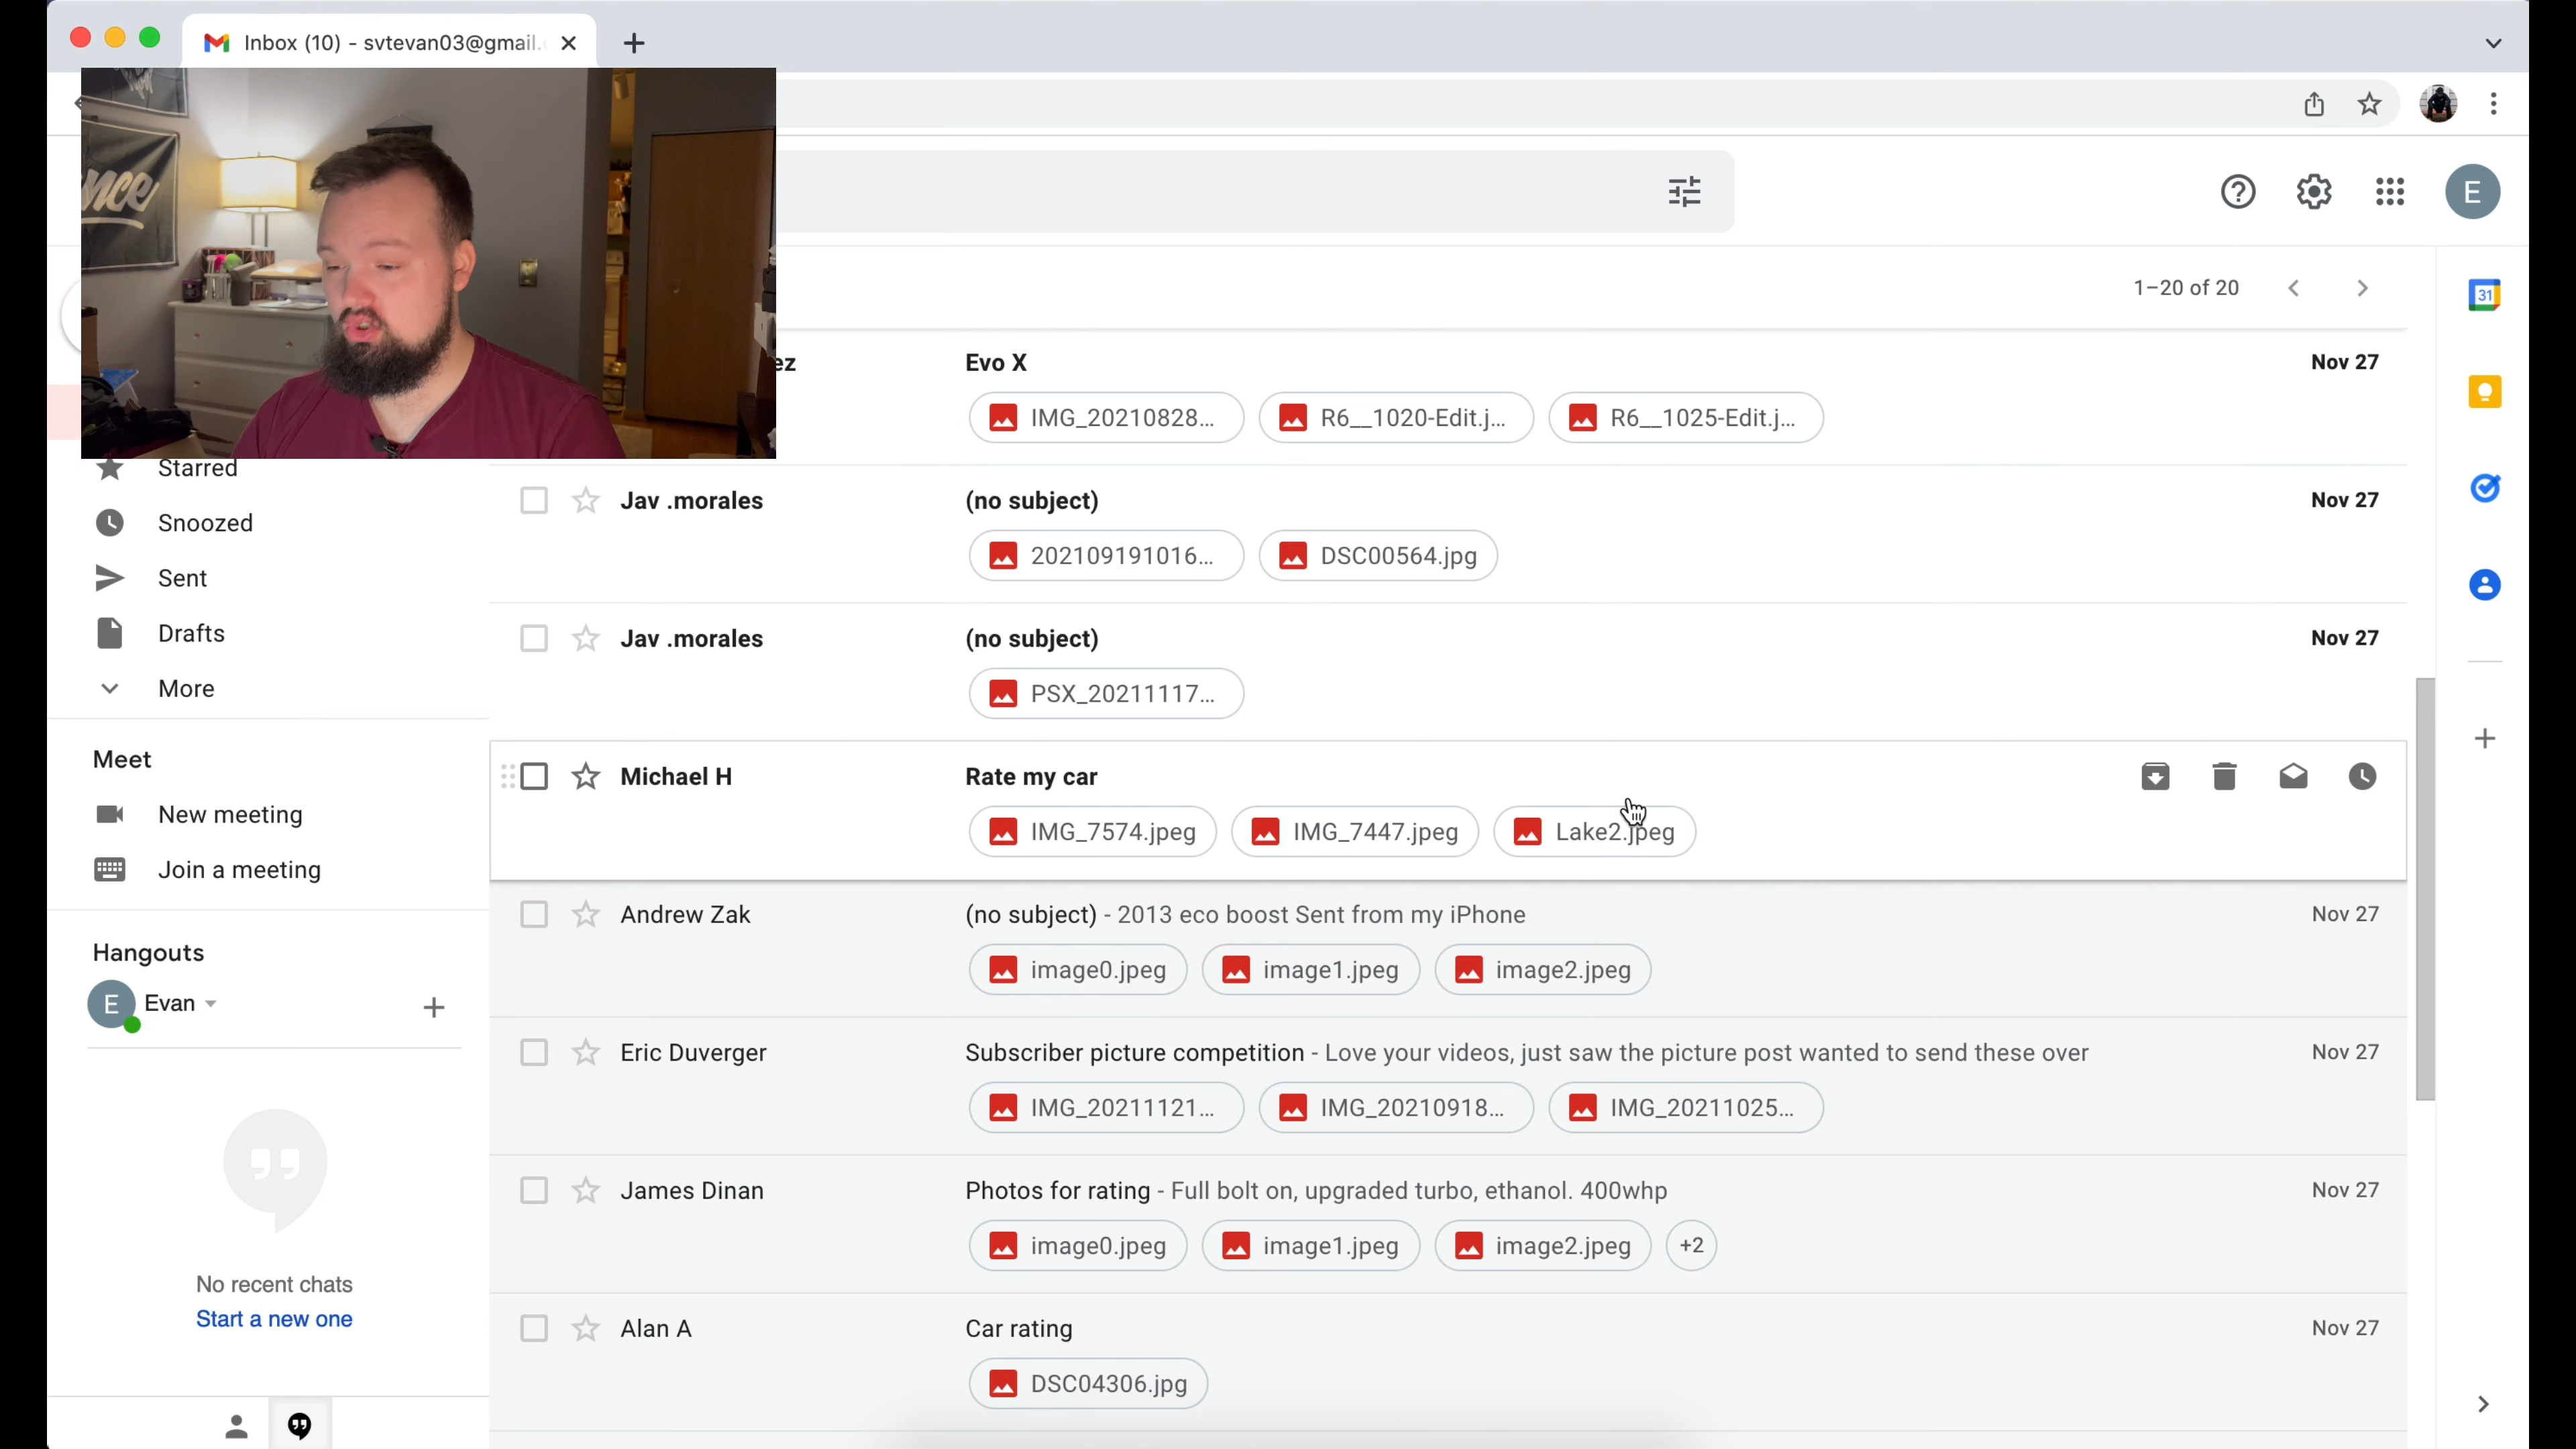 Inbox (10) - svtevan03@gmail.
1–20 of 20
Evo X
Nov 27
IMG_20210828... R6__1020-Edit.j... R6__1025-Edit.j...
Starred
Snoozed
Sent
Drafts
More
Jav .morales (no subject) Nov 27
202109191016... DSC00564.jpg
Jav .morales (no subject) Nov 27
PSX_20211117...
Meet
New meeting
Join a meeting
Michael H Rate my car
IMG_7574.jpeg IMG_7447.jpeg Lake2.jpeg
Hangouts
E Evan
No recent chats
Start a new one
Andrew Zak (no subject) - 2013 eco boost Sent from my iPhone Nov 27
image0.jpeg image1.jpeg image2.jpeg
Eric Duverger Subscriber picture competition - Love your videos, just saw the picture post wanted to send these over Nov 27
IMG_20211121... IMG_20210918... IMG_20211025...
James Dinan Photos for rating - Full bolt on, upgraded turbo, ethanol. 400whp Nov 27
image0.jpeg image1.jpeg image2.jpeg +2
Alan A Car rating Nov 27
DSC04306.jpg
E
31